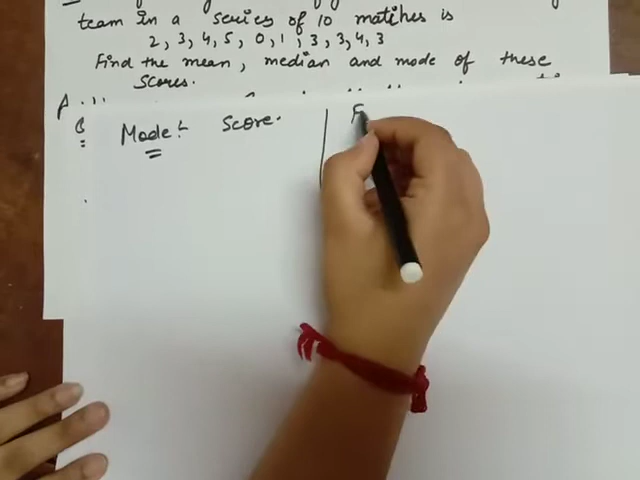 team in a series of 10 matches is
2, 3, 4, 5, 0, 1, 3, 3, 4, 3
Find the mean, median and mode of these
scores.
Mode:- Score.
F